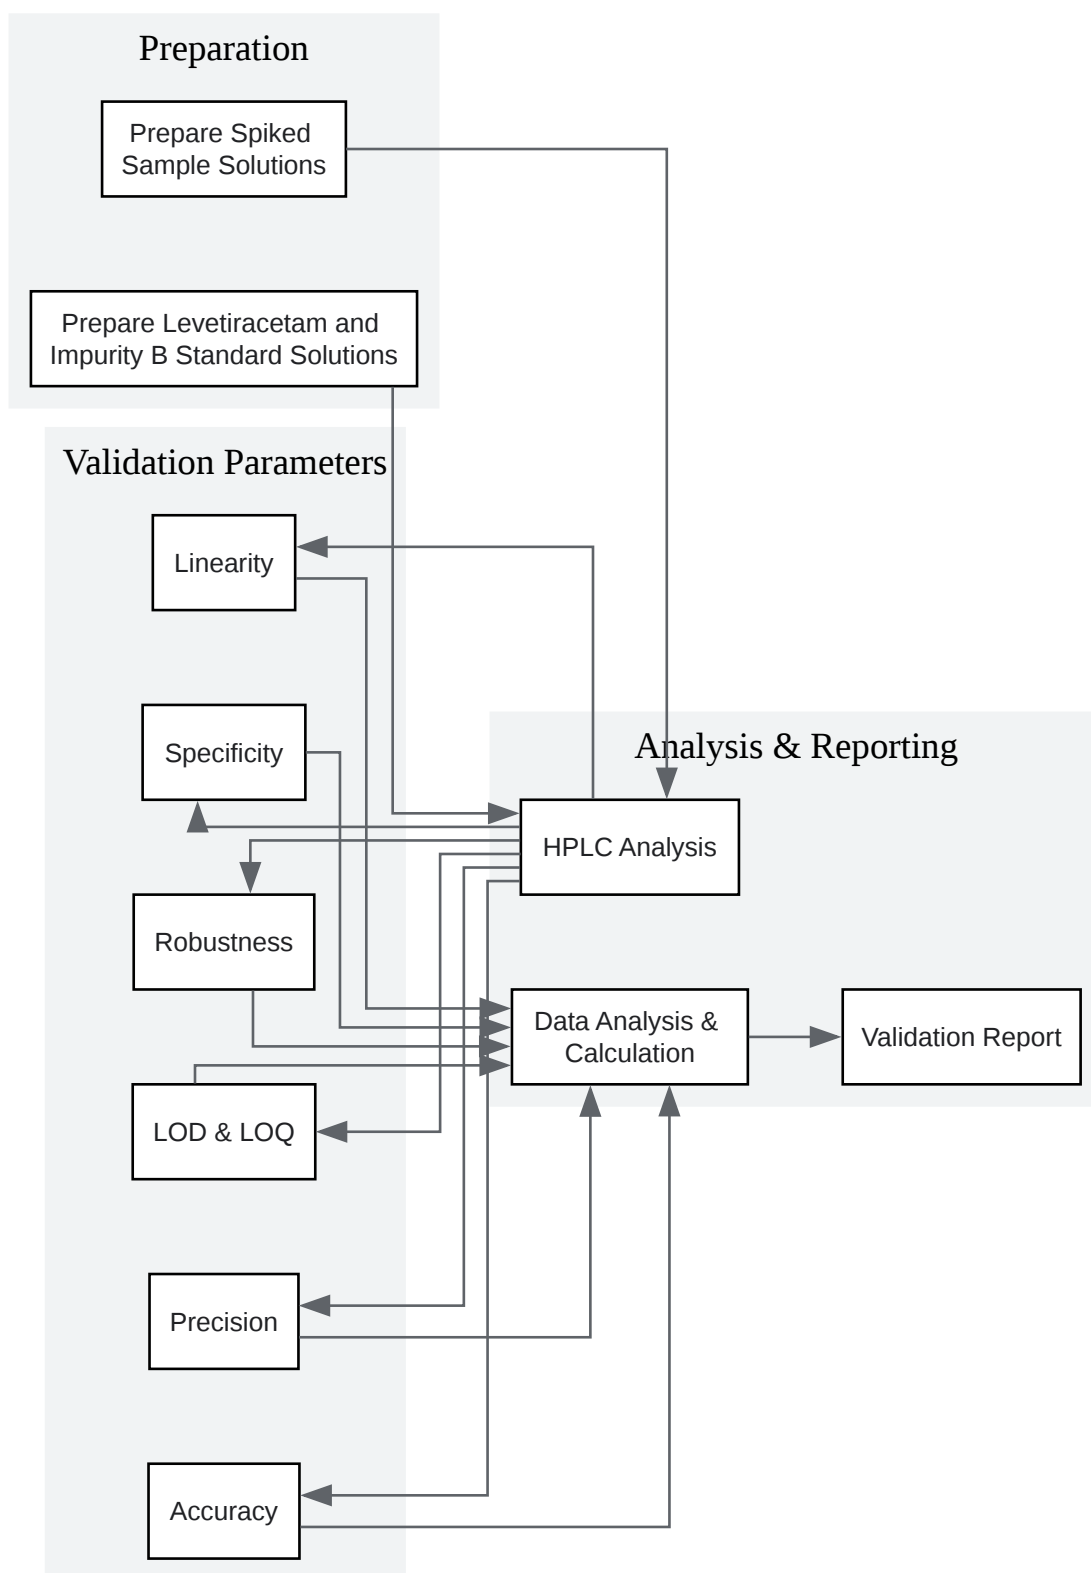 Preparation
Prepare Spiked
Sample Solutions
Prepare Levetiracetam and
Impurity B Standard Solutions
Validation Parameters
Linearity
Specificity
Robustness
LOD & LOQ
Precision
Accuracy
Analysis & Reporting
HPLC Analysis
Data Analysis &
Calculation
Validation Report